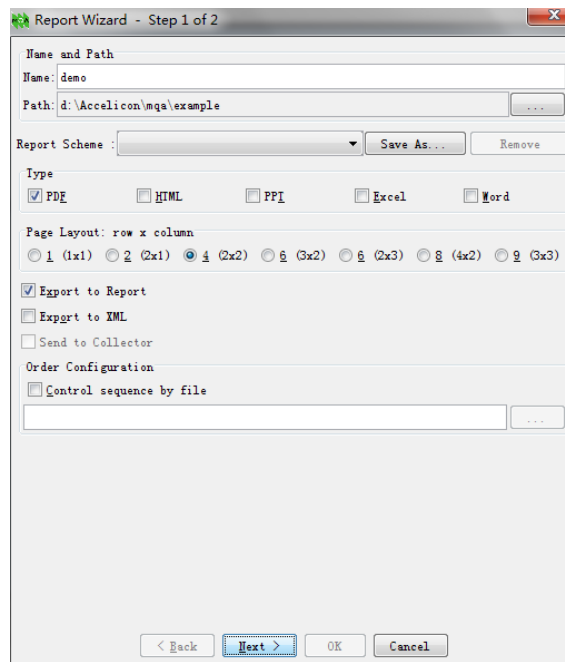 Report Wizard - Step 1 of 2
Name and Path
Name: demo
Path: d:\Accelicon\mqa\example ...
Report Scheme : Save As... Remove
Type
PDF HTML PPT Excel Word
Page Layout: row x column
1 (1x1) 2 (2x1) 4 (2x2) 6 (3x2) 6 (2x3) 8 (4x2) 9 (3x3)
Export to Report
Export to XML
Send to Collector
Order Configuration
Control sequence by file
...
< Back Next > OK Cancel